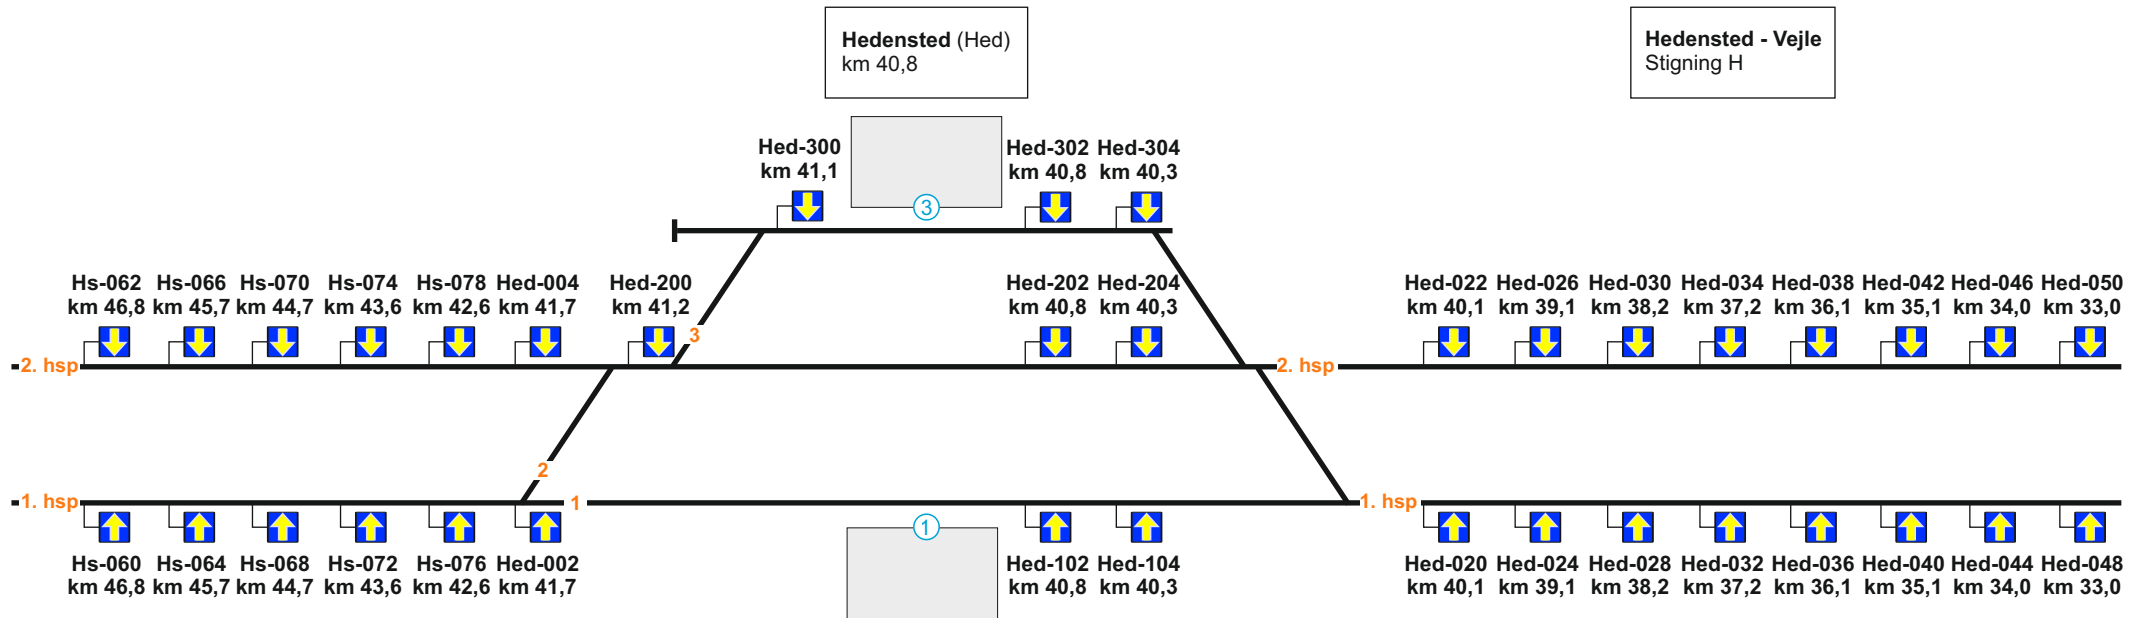 Hedensted (Hed)
km 40,8
Hedensted - Vejle
Stigning H
Hed-300
km 41,1
Hed-302
km 40,8
Hed-304
km 40,3
3
Hs-062
km 46,8
Hs-066
km 45,7
Hs-070
km 44,7
Hs-074
km 43,6
Hs-078
km 42,6
Hed-004
km 41,7
Hed-200
km 41,2
Hed-202
km 40,8
Hed-204
km 40,3
Hed-022
km 40,1
Hed-026
km 39,1
Hed-030
km 38,2
Hed-034
km 37,2
Hed-038
km 36,1
Hed-042
km 35,1
Hed-046
km 34,0
Hed-050
km 33,0
3
2. hsp
2. hsp
2
1. hsp
1
1. hsp
1
Hs-060
km 46,8
Hs-064
km 45,7
Hs-068
km 44,7
Hs-072
km 43,6
Hs-076
km 42,6
Hed-002
km 41,7
Hed-102
km 40,8
Hed-104
km 40,3
Hed-020
km 40,1
Hed-024
km 39,1
Hed-028
km 38,2
Hed-032
km 37,2
Hed-036
km 36,1
Hed-040
km 35,1
Hed-044
km 34,0
Hed-048
km 33,0